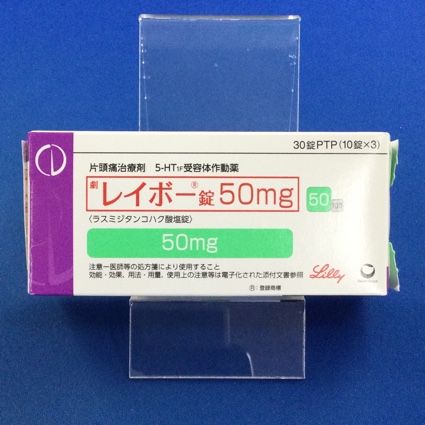 30錠PTP(10錠×3)
片頭痛治療剤 5-HT1F受容体作動薬
劇 レイボー®錠50mg 50mg
〈ラスミジタンコハク酸塩錠〉
50mg
注意－医師等の処方箋により使用すること
効能・効果、用法・用量、使用上の注意等は電子化された添付文書参照
Ⓡ:登録商標
Lilly